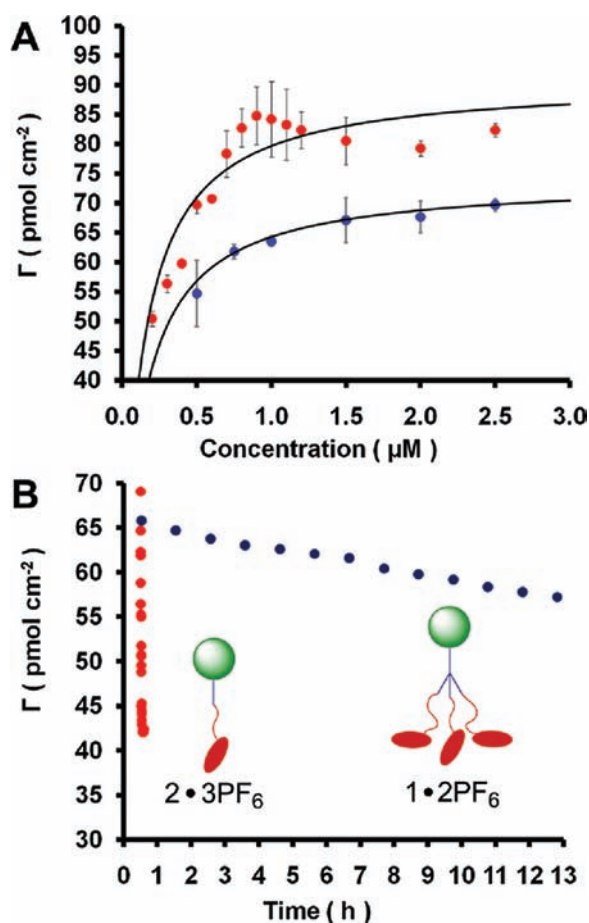 A
Γ ( pmol cm-2 )
100
95
90
85
80
75
70
65
60
55
50
45
40
0.0 0.5 1.0 1.5 2.0 2.5 3.0
Concentration ( µM )
B
Γ ( pmol cm-2 )
70
65
60
55
50
45
40
35
30
2 • 3PF6 1 • 2PF6
0 1 2 3 4 5 6 7 8 9 10 11 12 13
Time ( h )